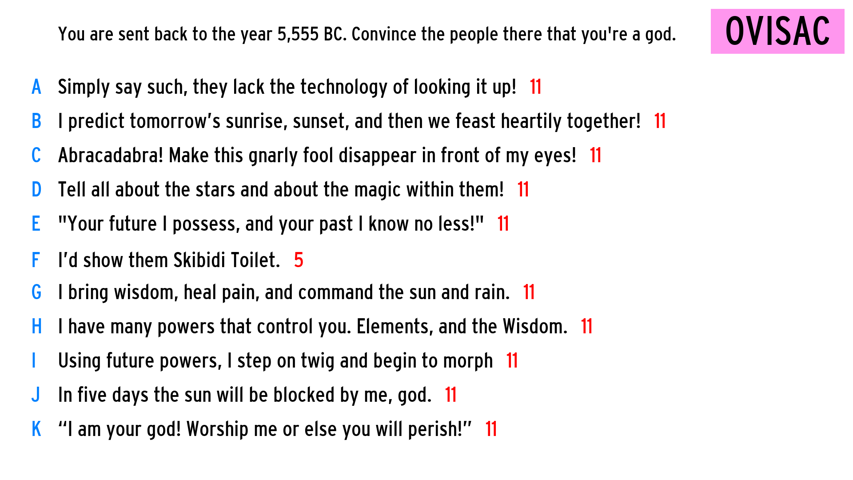 You are sent back to the year 5,555 BC. Convince the people there that you're a god.
OVISAC
A Simply say such, they lack the technology of looking it up! 11
B I predict tomorrow’s sunrise, sunset, and then we feast heartily together! 11
C Abracadabra! Make this gnarly fool disappear in front of my eyes! 11
D Tell all about the stars and about the magic within them! 11
E "Your future I possess, and your past I know no less!" 11
F I’d show them Skibidi Toilet. 5
G I bring wisdom, heal pain, and command the sun and rain. 11
H I have many powers that control you. Elements, and the Wisdom. 11
I Using future powers, I step on twig and begin to morph 11
J In five days the sun will be blocked by me, god. 11
K “I am your god! Worship me or else you will perish!” 11